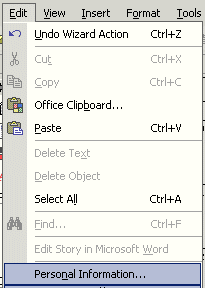 Edit View Insert Format Tools
Undo Wizard Action Ctrl+Z
Cut Ctrl+X
Copy Ctrl+C
Office Clipboard...
Paste Ctrl+V
Delete Text
Delete Object
Select All Ctrl+A
Find... Ctrl+F
Edit Story in Microsoft Word
Personal Information...